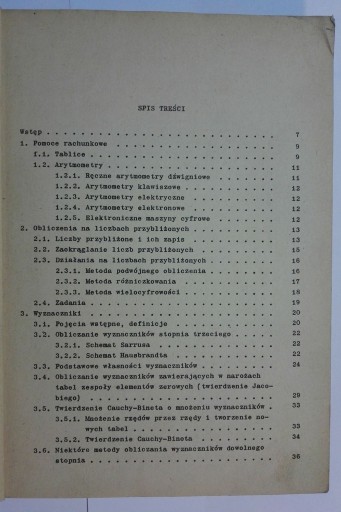 SPIS TREŚCI
Wstęp . . . . . . . . . . . . . . . . . . . . . . . . . . 7
1. Pomoce rachunkowe . . . . . . . . . . . . . . . . . . . 9
f.1. Tablice . . . . . . . . . . . . . . . . . . . . . . . 9
1.2. Arytmometry . . . . . . . . . . . . . . . . . . . . . 11
1.2.1. Ręczne arytmometry dźwigniowe . . . . . . . . . . . 11
1.2.2. Arytmometry klawiszowe . . . . . . . . . . . . . . 12
1.2.3. Arytmometry elektryczne . . . . . . . . . . . . . . 12
1.2.4. Arytmometry elektronowe . . . . . . . . . . . . . . 12
1.2.5. Elektroniczne maszyny cyfrowe . . . . . . . . . . . 12
2. Obliczenia na liczbach przybliżonych . . . . . . . . . 13
2.1. Liczby przybliżone i ich zapis . . . . . . . . . . . 13
2.2. Zaokrąglanie liczb przybliżonych . . . . . . . . . . 15
2.3. Działania na liczbach przybliżonych . . . . . . . . . 16
2.3.1. Metoda podwójnego obliczenia . . . . . . . . . . . 16
2.3.2. Metoda różniczkowania . . . . . . . . . . . . . . . 17
2.3.3. Metoda wielocyfrowości . . . . . . . . . . . . . . 18
2.4. Zadania . . . . . . . . . . . . . . . . . . . . . . . 19
3. Wyznaczniki . . . . . . . . . . . . . . . . . . . . . . 20
3.1. Pojęcia wstępne, definicje . . . . . . . . . . . . . 20
3.2. Obliczanie wyznaczników stopnia trzeciego . . . . . . 22
3.2.1. Schemat Sarrusa . . . . . . . . . . . . . . . . . . 22
3.2.2. Schemat Hausbrandta . . . . . . . . . . . . . . . . 22
3.3. Podstawowe własności wyznaczników . . . . . . . . . . 24
3.4. Obliczanie wyznaczników zawierających w narożach
tabel zespoły elementów zerowych (twierdzenie Jaco-
biego) . . . . . . . . . . . . . . . . . . . . . . . . . 29
3.5. Twierdzenie Cauchy-Bineta o mnożeniu wyznaczników . 33
3.5.1. Mnożenie rzędów przez rzędy i tworzenie no-
wych tabel . . . . . . . . . . . . . . . . . . . . . . . 33
3.5.2. Twierdzenie Cauchy-Bineta . . . . . . . . . . . . . 34
3.6. Niektóre metody obliczania wyznaczników dowolnego
stopnia . . . . . . . . . . . . . . . . . . . . . . . . . 36